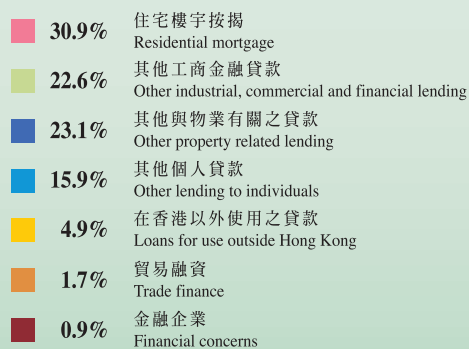 30.9% 住宅樓宇按揭
Residential mortgage
22.6% 其他工商金融貸款
Other industrial, commercial and financial lending
23.1% 其他與物業有關之貸款
Other property related lending
15.9% 其他個人貸款
Other lending to individuals
4.9% 在香港以外使用之貸款
Loans for use outside Hong Kong
1.7% 貿易融資
Trade finance
0.9% 金融企業
Financial concerns